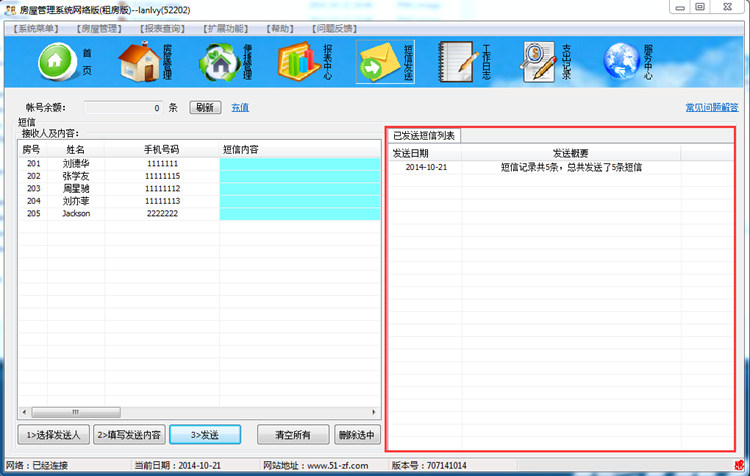 房屋管理系统网络版(租房版)--lanlvy(52202)
【系统菜单】 【房屋管理】 【报表查询】 【扩展功能】 【帮助】 【问题反馈】
首页 房屋管理 便捷管理 报表中心 短信发送 工作日志 支出记录 服务中心
帐号余额： 0 条 刷新 充值 常见问题解答
短信
接收人及内容：
房号 姓名 手机号码 短信内容
201 刘德华 1111111
202 张学友 11111115
203 周星驰 11111112
204 刘亦菲 11111113
205 Jackson 2222222
已发送短信列表
发送日期 发送概要
2014-10-21 短信记录共5条，总共发送了5条短信
1>选择发送人 2>填写发送内容 3>发送 清空所有 删除选中
网络：已经连接 当前日期：2014-10-21 网站地址：www.51-zf.com 版本号：707141014